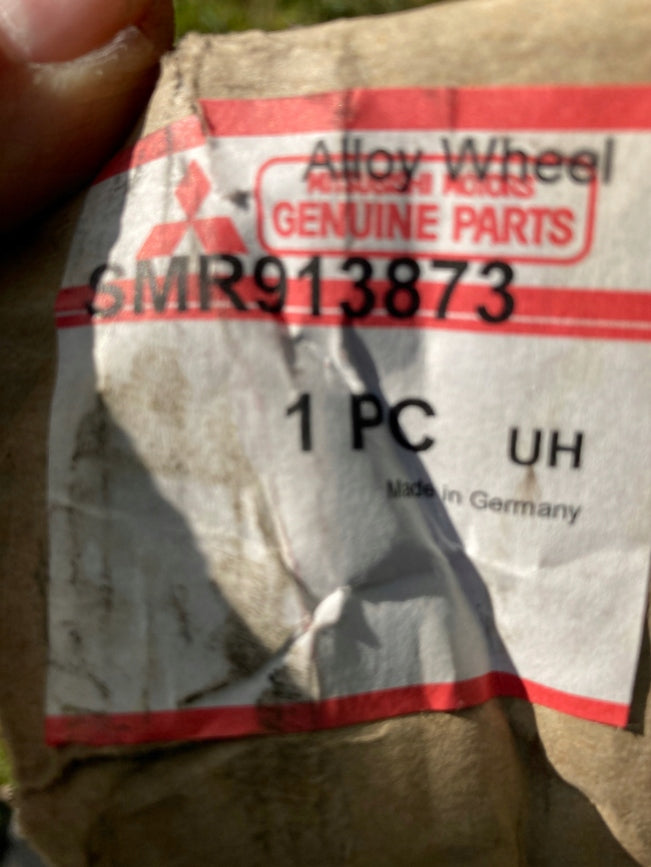 Alloy Wheel
MITSUBISHI MOTORS
GENUINE PARTS
SMR913873
1 PC UH
Made in Germany